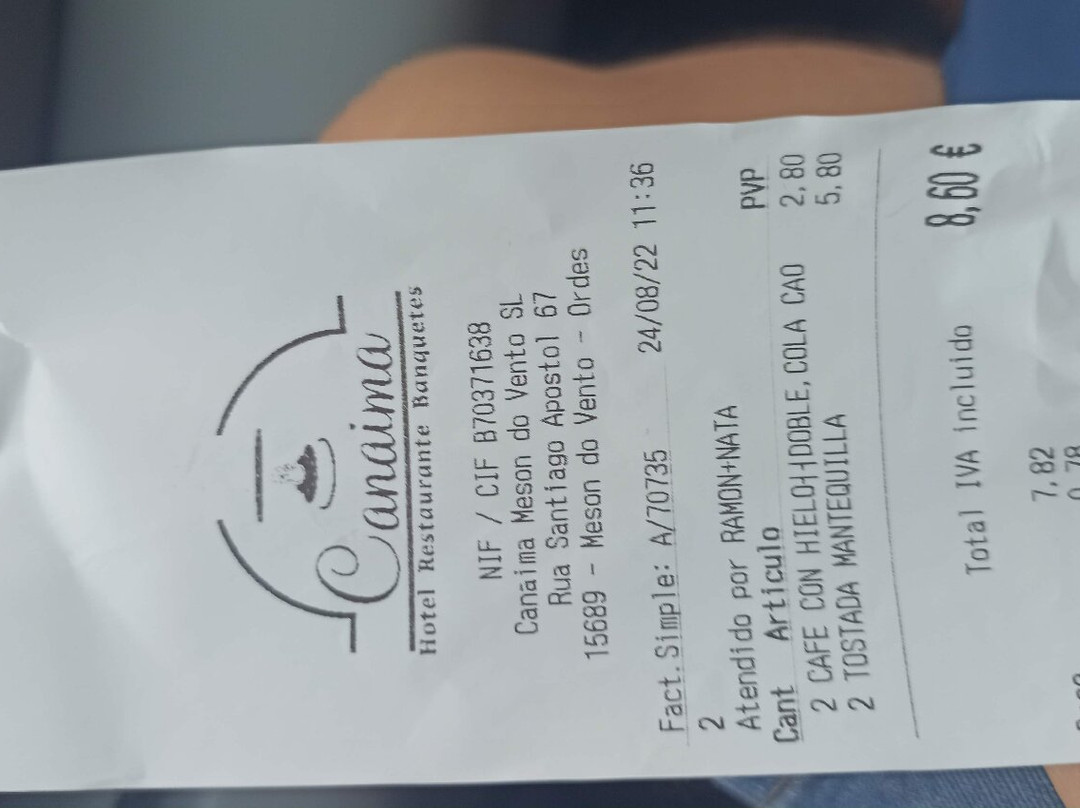 Canaima
Hotel Restaurante Banquetes
NIF / CIF B70371638
Canaima Meson do Vento SL
Rua Santiago Apostol 67
15689 - Meson do Vento - Ordes
Fact.Simple: A/70735 24/08/22 11:36
2
Atendido por RAMON+NATA
Cant Articulo PVP
2 CAFE CON HIELO┤┤DOBLE,COLA CAO 2,80
2 TOSTADA MANTEQUILLA 5,80
Total IVA incluido 8,60 €
7,82
0,78